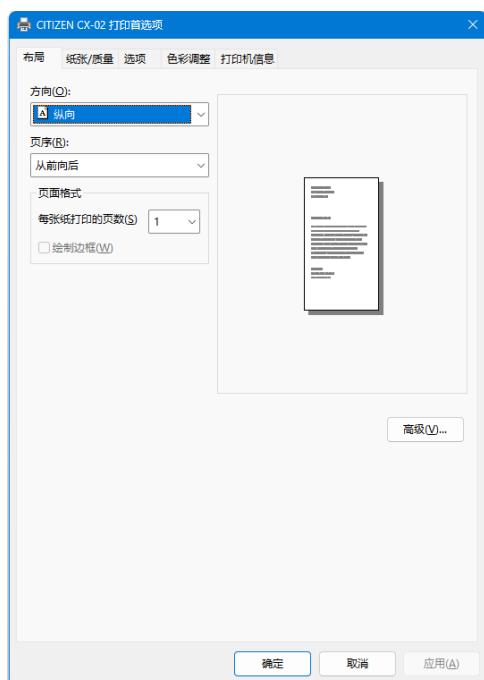 CITIZEN CX-02 打印首选项
布局 纸张/质量 选项 色彩调整 打印机信息
方向(O):
A 纵向
页序(R):
从前向后
页面格式
每张纸打印的页数(S) 1
绘制边框(W)
高级(V)...
确定 取消 应用(A)